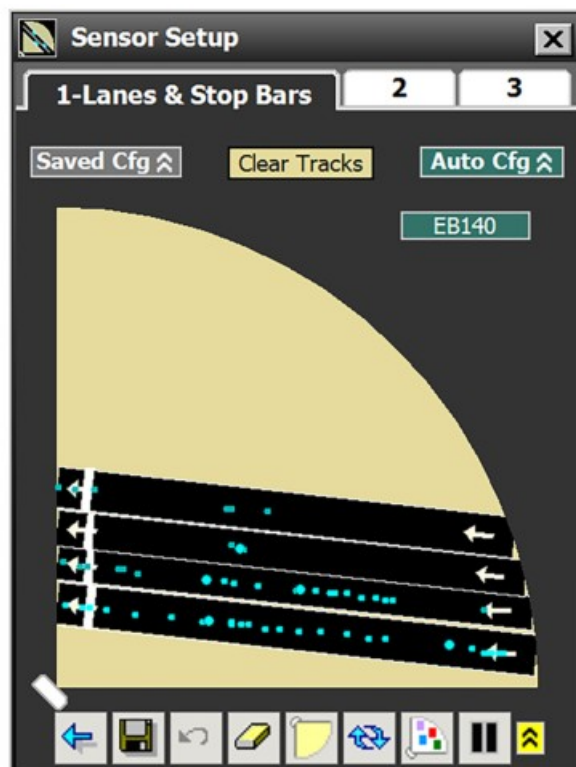 Sensor Setup
1-Lanes & Stop Bars 2 3
Saved Cfg Clear Tracks Auto Cfg
EB140